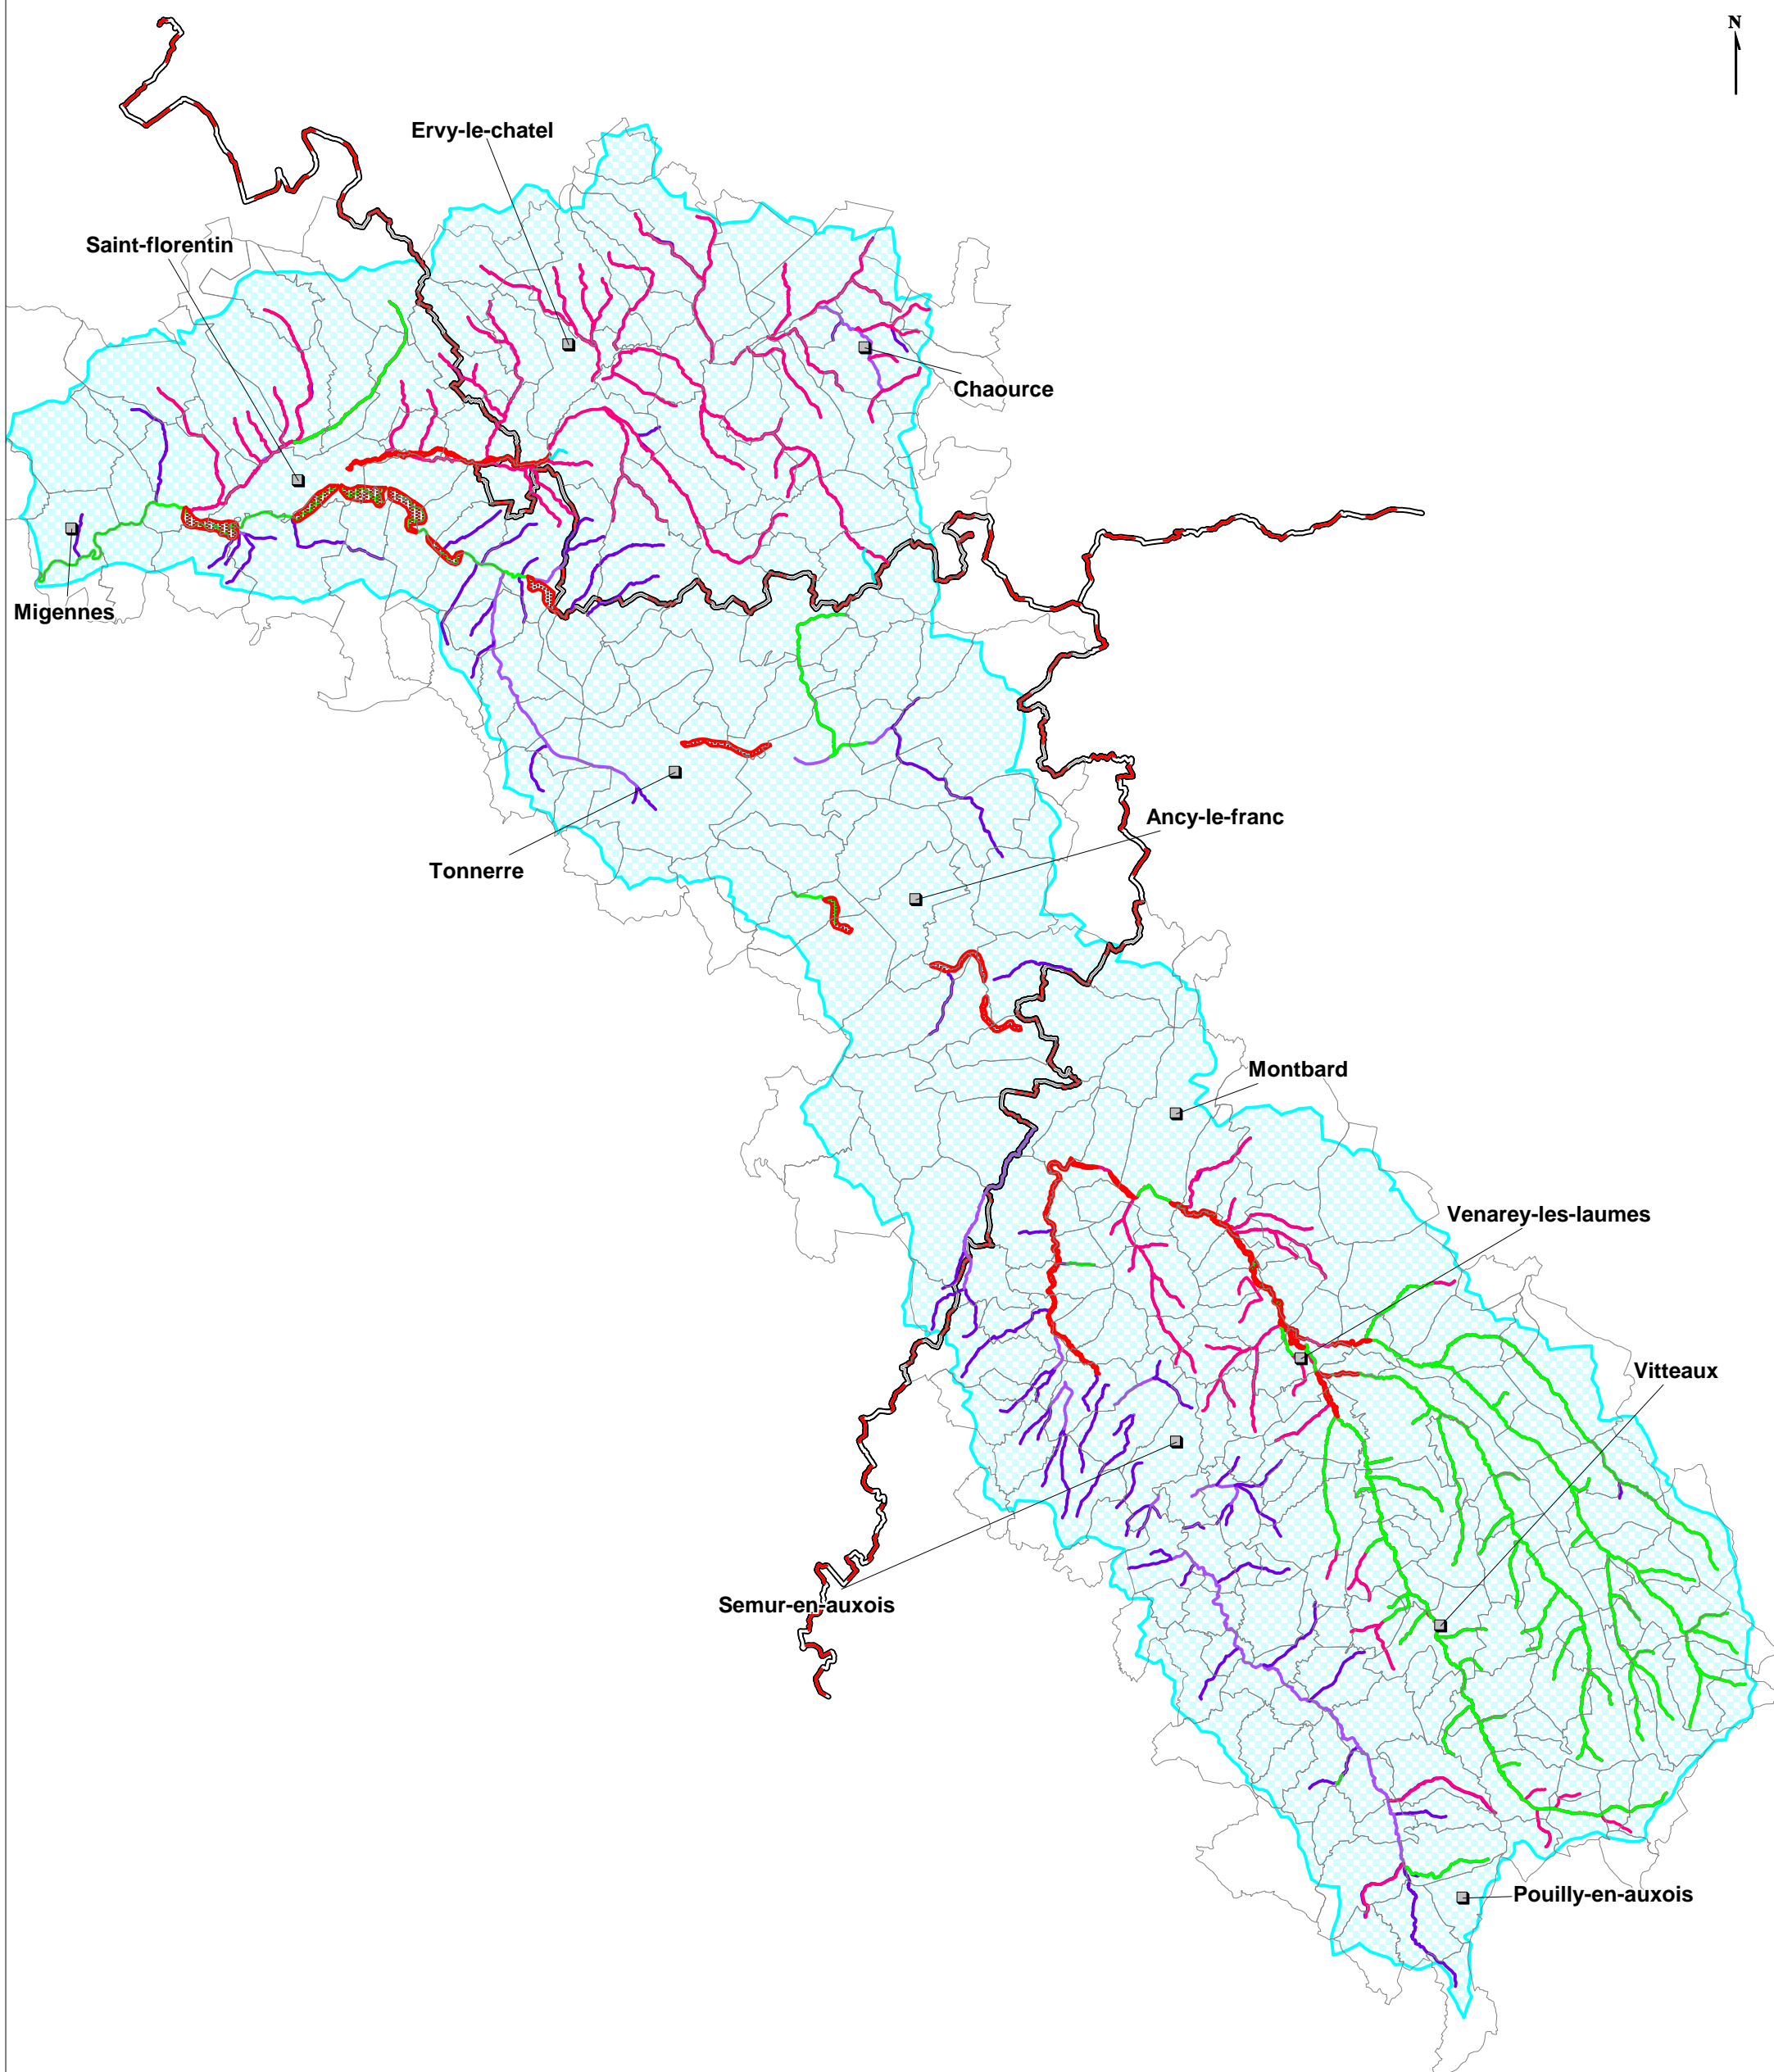 N
Ervy-le-chatel
Saint-florentin
Chaource
Migennes
Ancy-le-franc
Tonnerre
Montbard
Venarey-les-laumes
Vitteaux
Semur-en-auxois
Pouilly-en-auxois